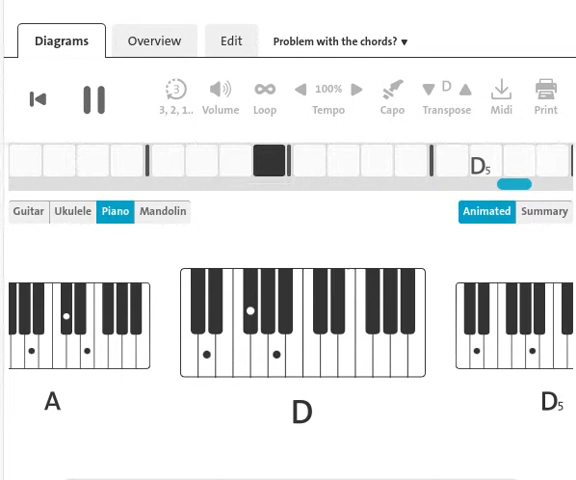 Diagrams Overview Edit Problem with the chords? ▾
3 100% D
3, 2, 1.. Volume Loop Tempo Capo Transpose Midi Print
D5
Guitar Ukulele Piano Mandolin Animated Summary
A D D5